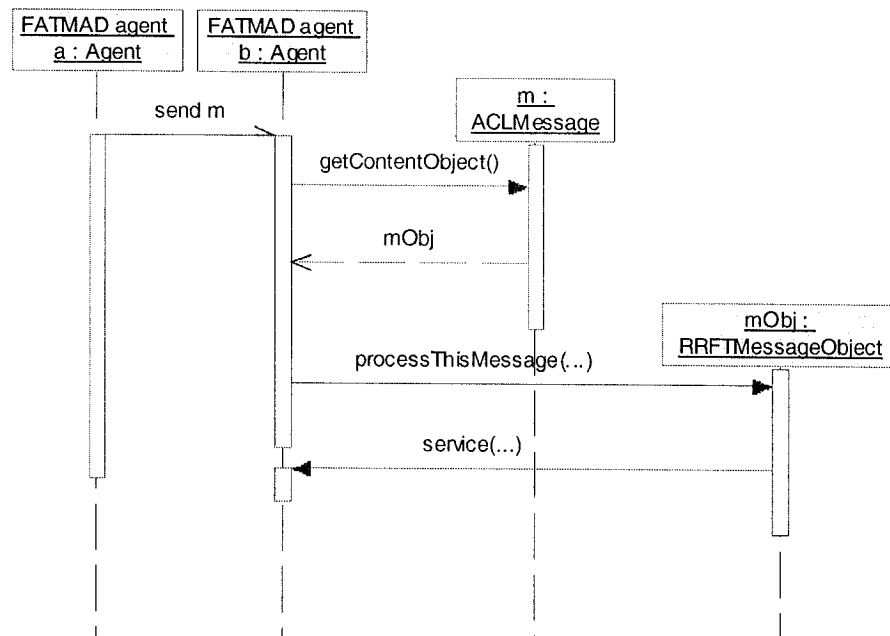 FATMAD agent
a : Agent
FATMAD agent
b : Agent
send m
m :
ACLMessage
getContentObject()
mObj
mObj :
RRFTMessageObject
processThisMessage(...)
service(...)